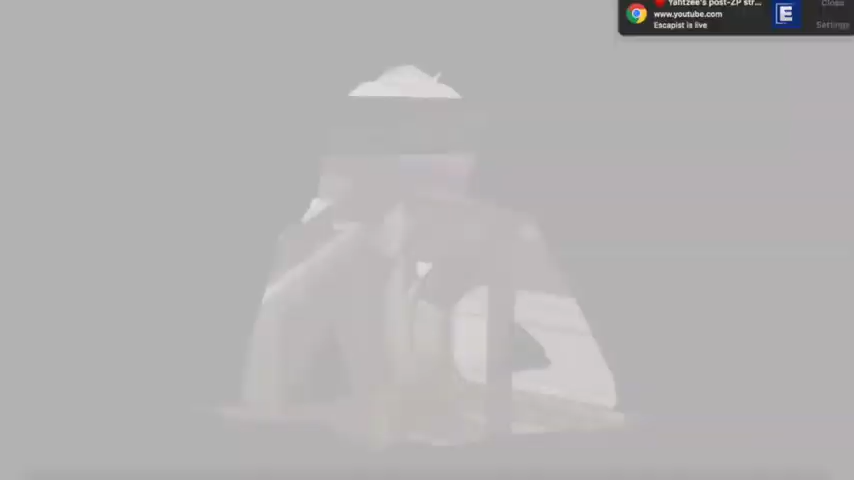 Yahtzee's post-ZP str...
www.youtube.com
Escapist is live
E
Close
Settings